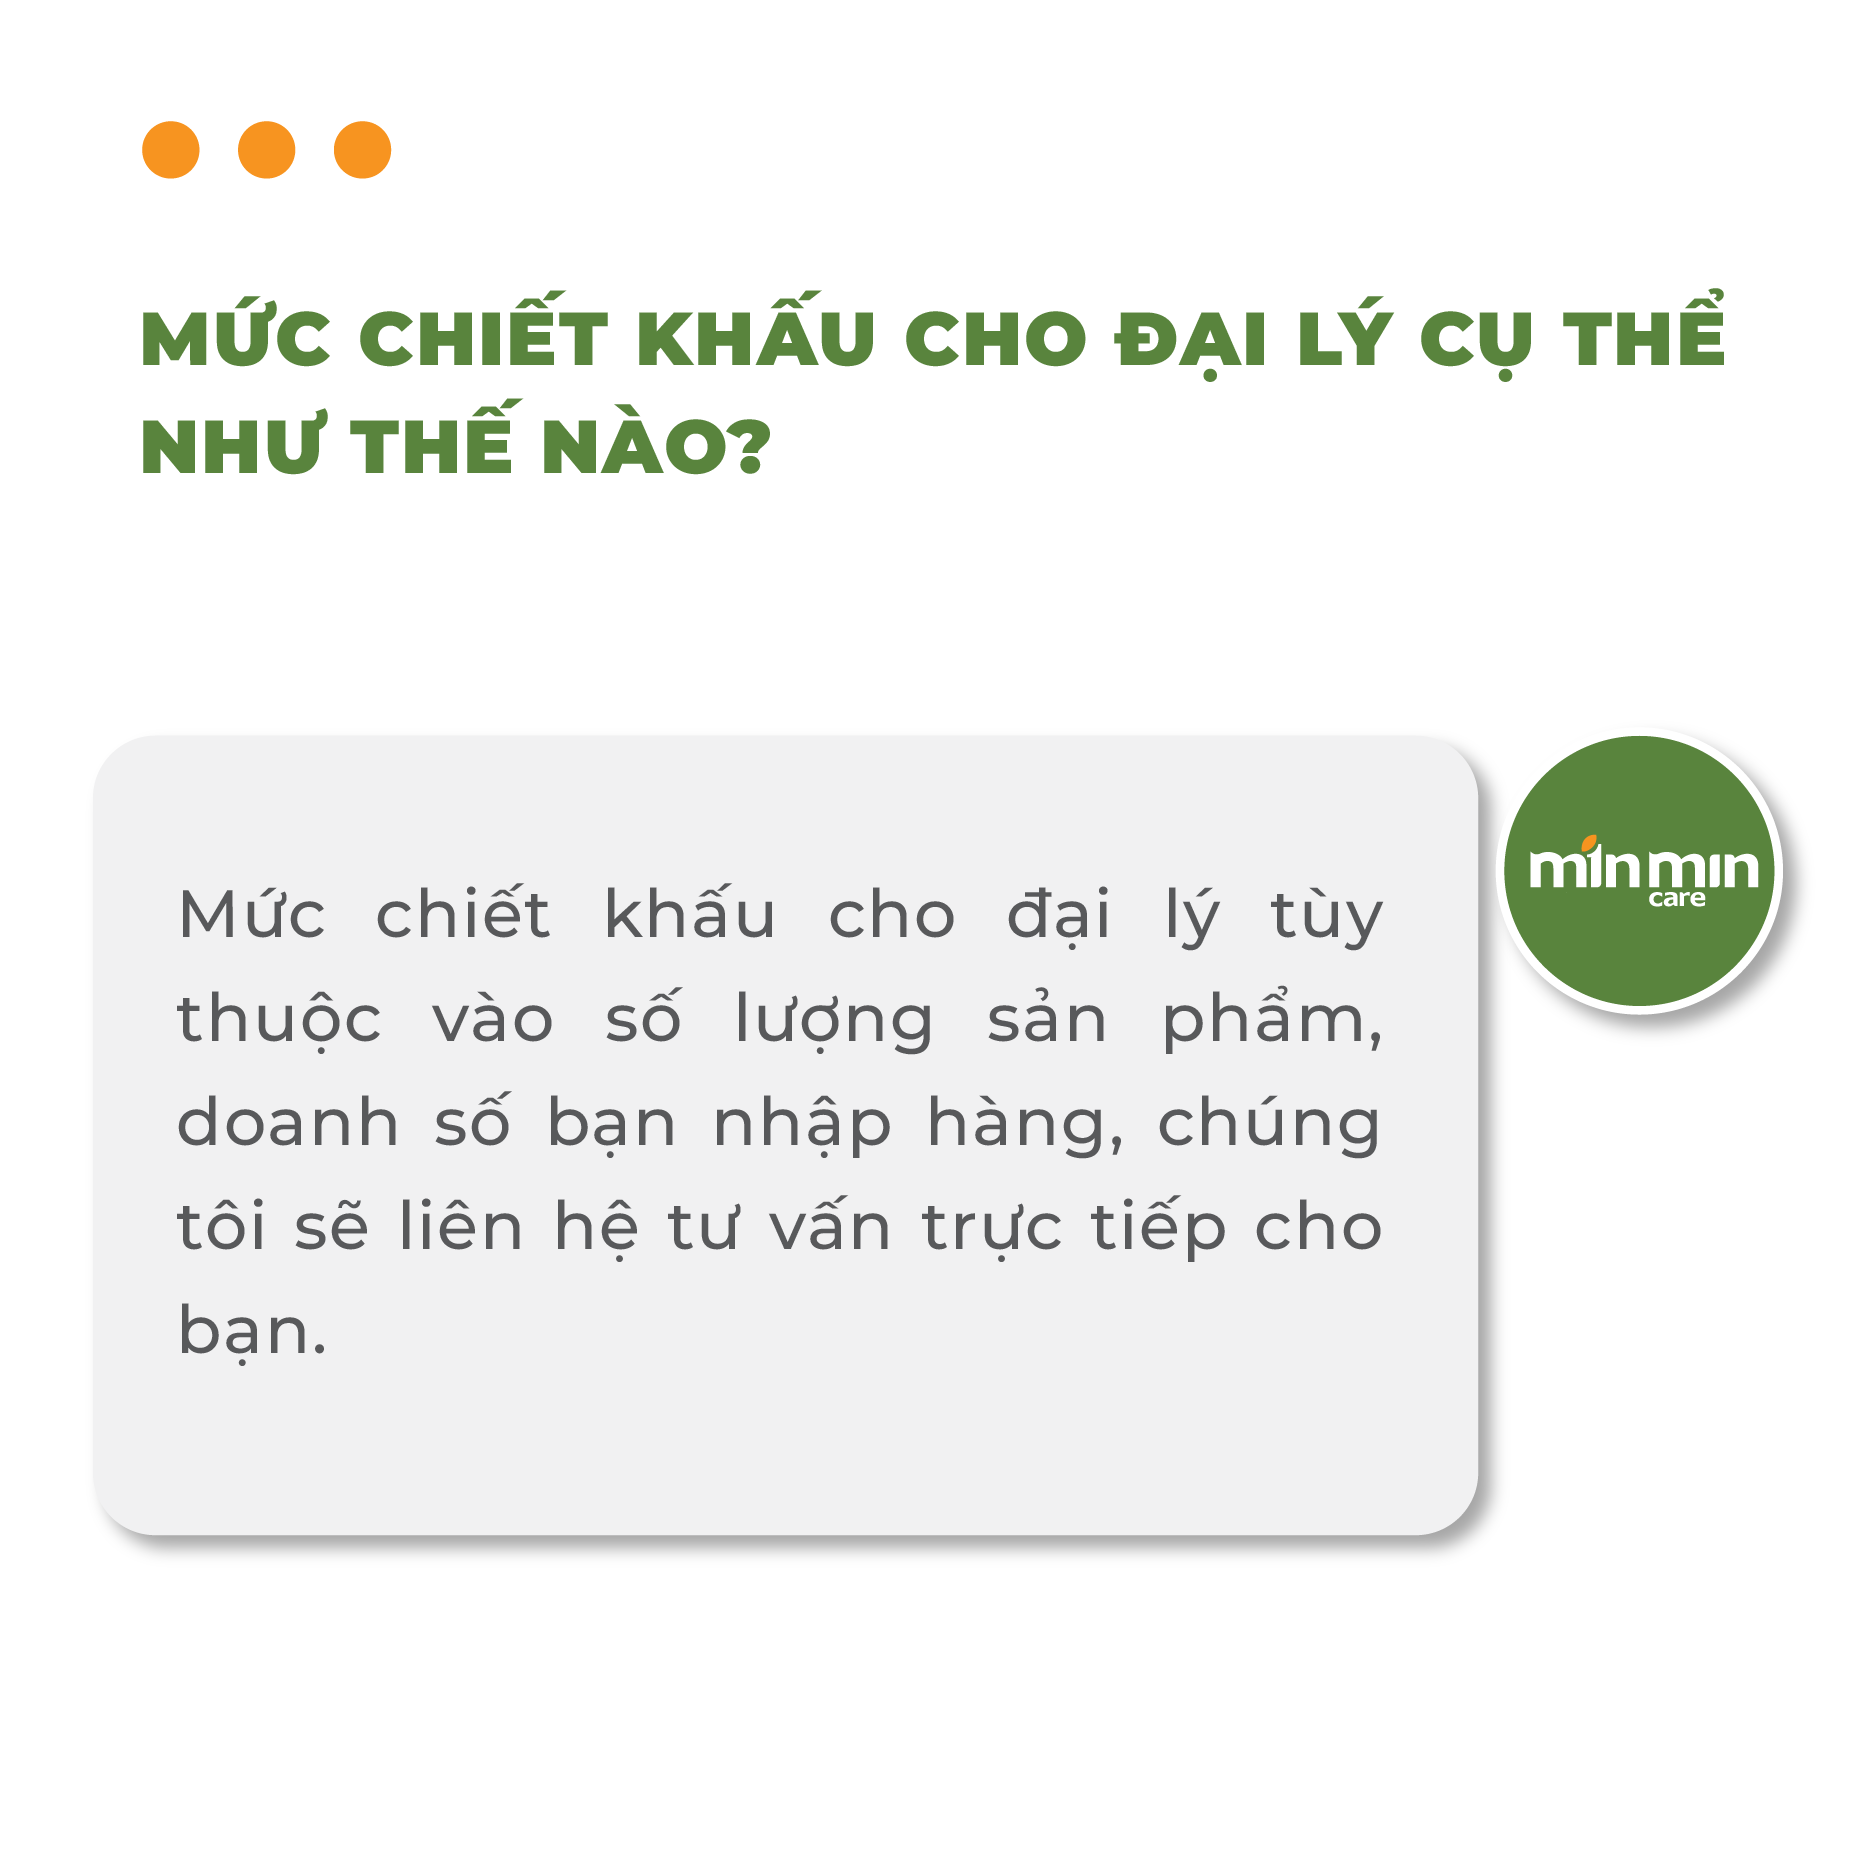 MỨC CHIẾT KHẤU CHO ĐẠI LÝ CỤ THỂ
NHƯ THẾ NÀO?
Mức chiết khấu cho đại lý tùy
thuộc vào số lượng sản phẩm,
doanh số bạn nhập hàng, chúng
tôi sẽ liên hệ tư vấn trực tiếp cho
bạn.
minmin
care